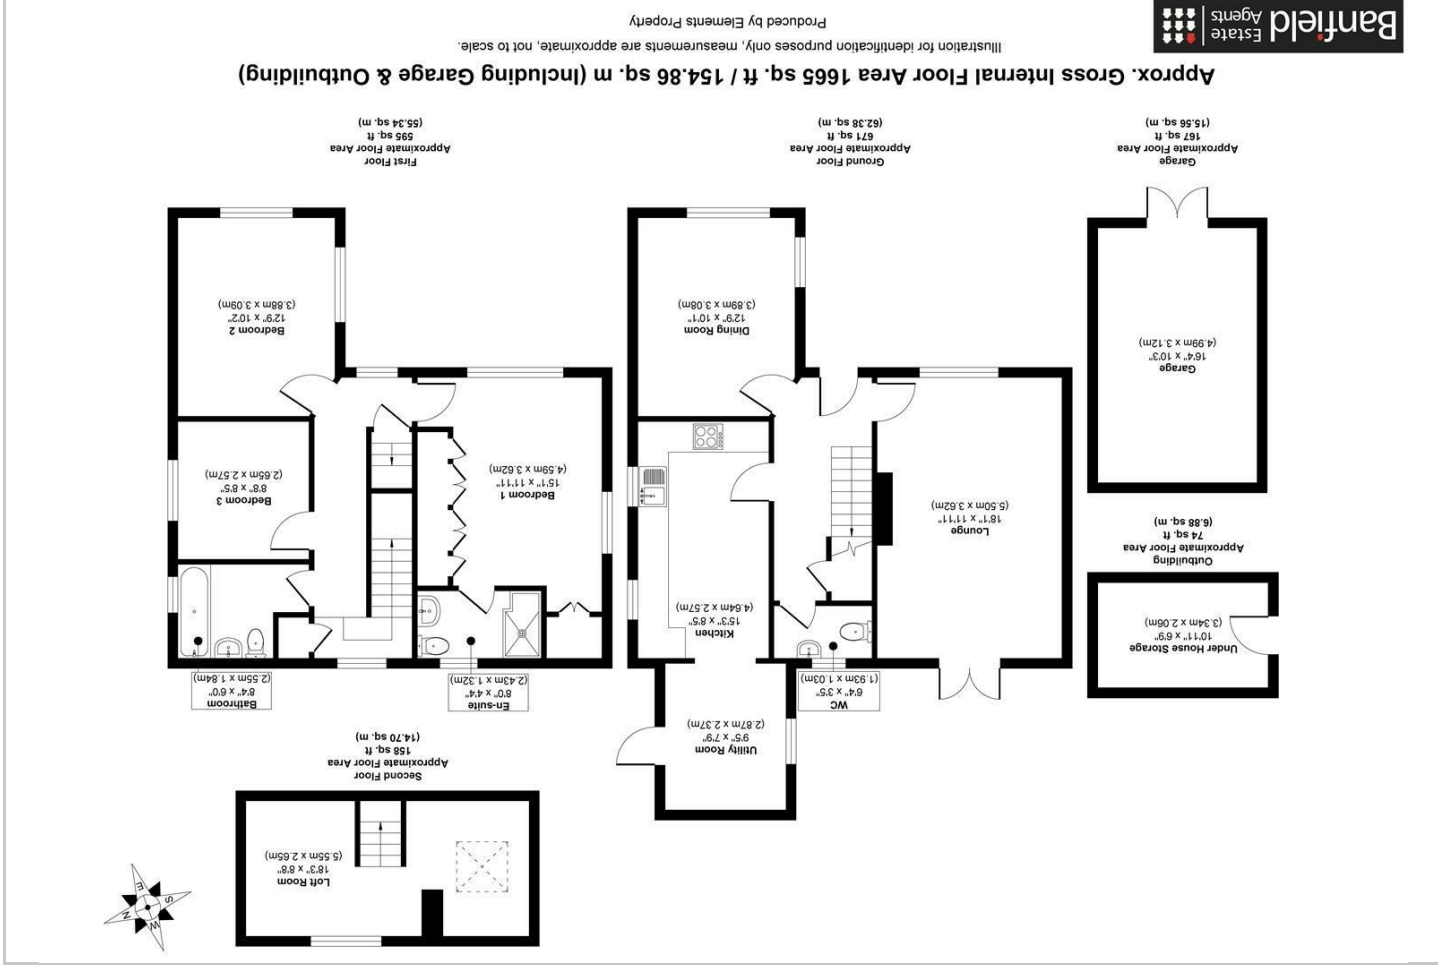 Loft Room
18'3" x 8'8"
(5.55m x 2.65m)
Second Floor
Approximate Floor Area
158 sq. ft
(14.70 sq. m)
Utility Room
9'5" x 7'9"
(2.87m x 2.37m)
Under House Storage
10'11" x 6'9"
(3.34m x 2.06m)
WC
6'4" x 3'5"
(1.93m x 1.03m)
En-suite
8'0" x 4'4"
(2.43m x 1.32m)
Bathroom
8'4" x 6'0"
(2.55m x 1.84m)
Outbuilding
Approximate Floor Area
74 sq. ft
(6.88 sq. m)
Kitchen
15'3" x 8'5"
(4.64m x 2.57m)
Lounge
18'1" x 11'11"
(5.50m x 3.62m)
Bedroom 1
15'1" x 11'11"
(4.59m x 3.62m)
Bedroom 3
8'8" x 8'5"
(2.65m x 2.57m)
Garage
16'4" x 10'3"
(4.99m x 3.12m)
Dining Room
12'9" x 10'1"
(3.89m x 3.08m)
Bedroom 2
12'9" x 10'2"
(3.88m x 3.09m)
Garage
Approximate Floor Area
167 sq. ft
(15.56 sq. m)
Ground Floor
Approximate Floor Area
671 sq. ft
(62.38 sq. m)
First Floor
Approximate Floor Area
595 sq. ft
(55.34 sq. m)
Approx. Gross Internal Floor Area 1665 sq. ft / 154.86 sq. m (Including Garage & Outbuilding)
Illustration for identification purposes only, measurements are approximate, not to scale.
Produced by Elements Property
Banfield Estate
Agents
N
E
S
W